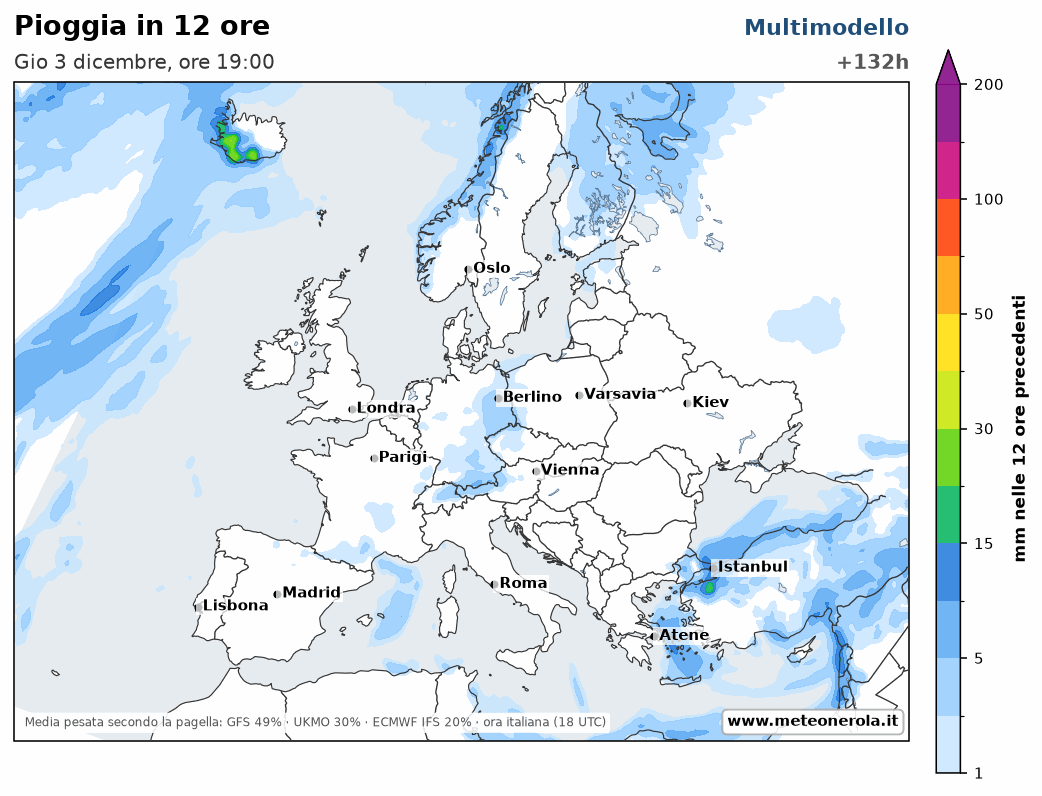 Pioggia in 12 ore
Multimodello
Gio 3 dicembre, ore 19:00
+132h
200
100
50
30
15
5
1
mm nelle 12 ore precedenti
Oslo
Berlino
Varsavia
Kiev
Londra
Parigi
Vienna
Istanbul
Roma
Madrid
Lisbona
Atene
Media pesata secondo la pagella: GFS 49% · UKMO 30% · ECMWF IFS 20% · ora italiana (18 UTC)
www.meteonerola.it